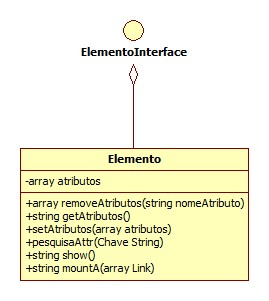 ElementoInterface
Elemento
-array atributos
+array removeAtributos(string nomeAtributo)
+string getAtributos()
+setAtributos(array atributos)
+pesquisaAttr(Chave String)
+string show()
+string mountA(array Link)